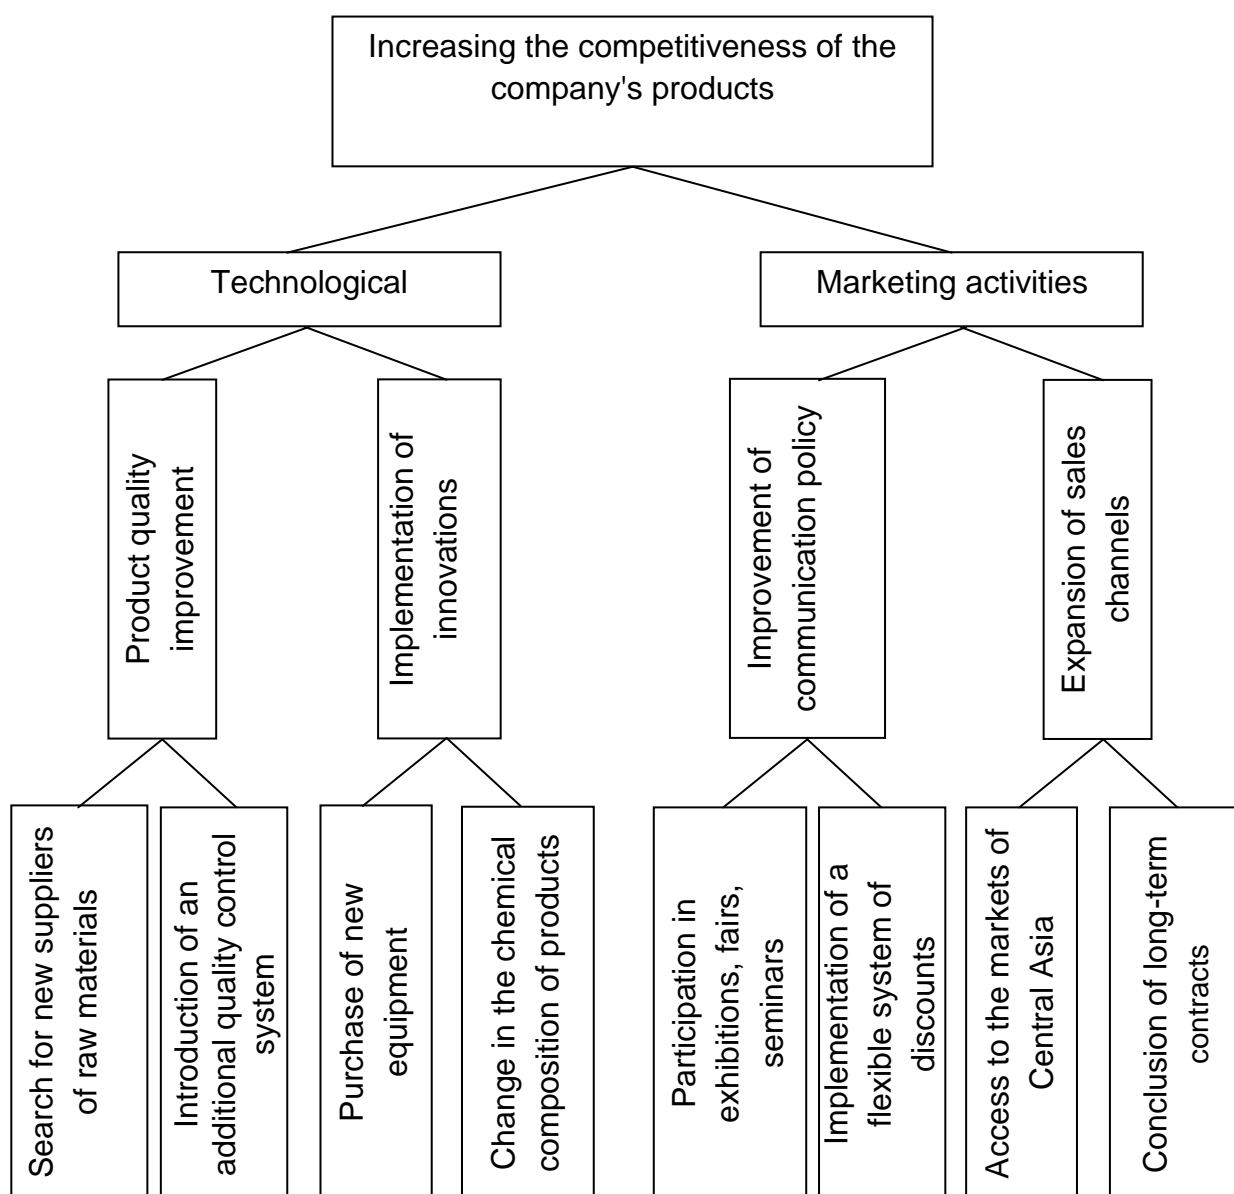 Increasing the competitiveness of the
company's products
Technological
Marketing activities
Product quality
improvement
Implementation of
innovations
Improvement of
communication policy
Expansion of sales
channels
Search for new suppliers
of raw materials
Introduction of an
additional quality control
system
Purchase of new
equipment
Change in the chemical
composition of products
Participation in
exhibitions, fairs,
seminars
Implementation of a
flexible system of
discounts
Access to the markets of
Central Asia
Conclusion of long-term
contracts